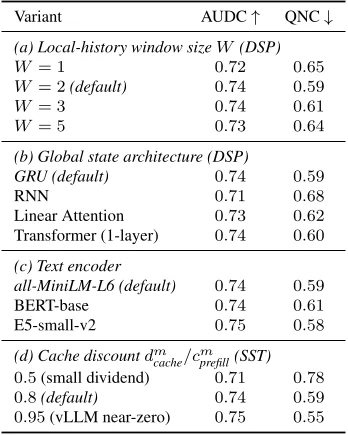 Variant AUDC ↑ QNC ↓
(a) Local-history window size W (DSP)
W = 1 0.72 0.65
W = 2 (default) 0.74 0.59
W = 3 0.74 0.61
W = 5 0.73 0.64
(b) Global state architecture (DSP)
GRU (default) 0.74 0.59
RNN 0.71 0.68
Linear Attention 0.73 0.62
Transformer (1-layer) 0.74 0.60
(c) Text encoder
all-MiniLM-L6 (default) 0.74 0.59
BERT-base 0.74 0.61
E5-small-v2 0.75 0.58
(d) Cache discount d^m_cache/c^m_prefill (SST)
0.5 (small dividend) 0.71 0.78
0.8 (default) 0.74 0.59
0.95 (vLLM near-zero) 0.75 0.55